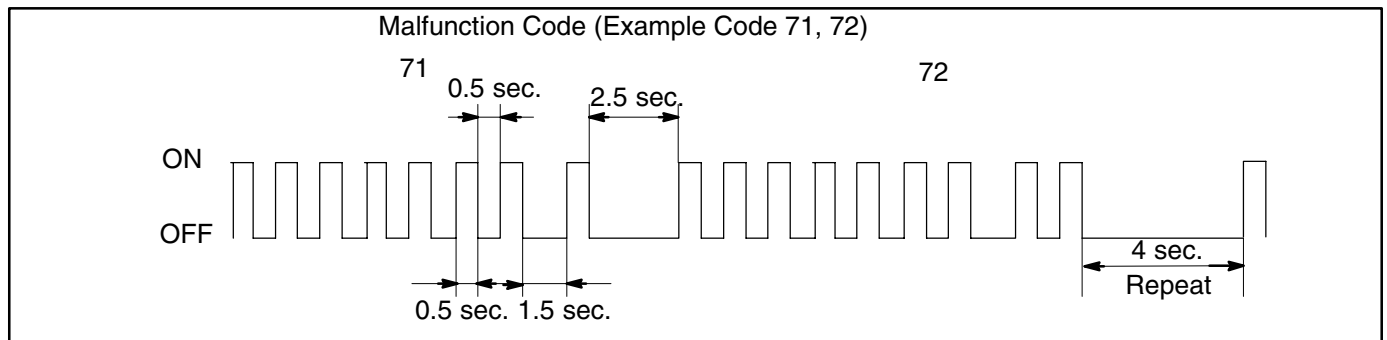 Malfunction Code (Example Code 71, 72)
71
72
0.5 sec.
2.5 sec.
ON
OFF
4 sec.
Repeat
0.5 sec. 1.5 sec.